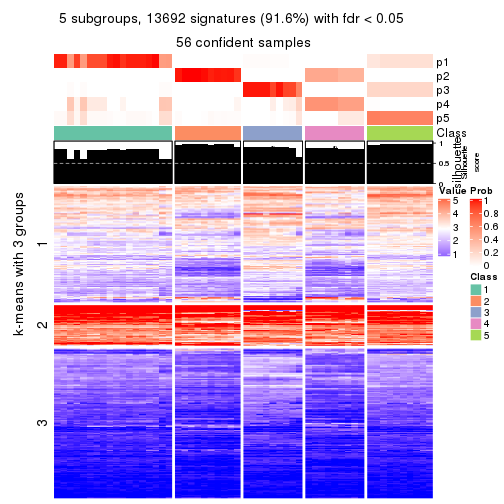 5 subgroups, 13692 signatures (91.6%) with fdr < 0.05
56 confident samples
p1
p2
p3
p4
p5
Class
1
0.5
0
silhouette
Silhouette
score
k-means with 3 groups
1
2
3
Value
5
4
3
2
1
Prob
1
0.8
0.6
0.4
0.2
0
Class
1
2
3
4
5